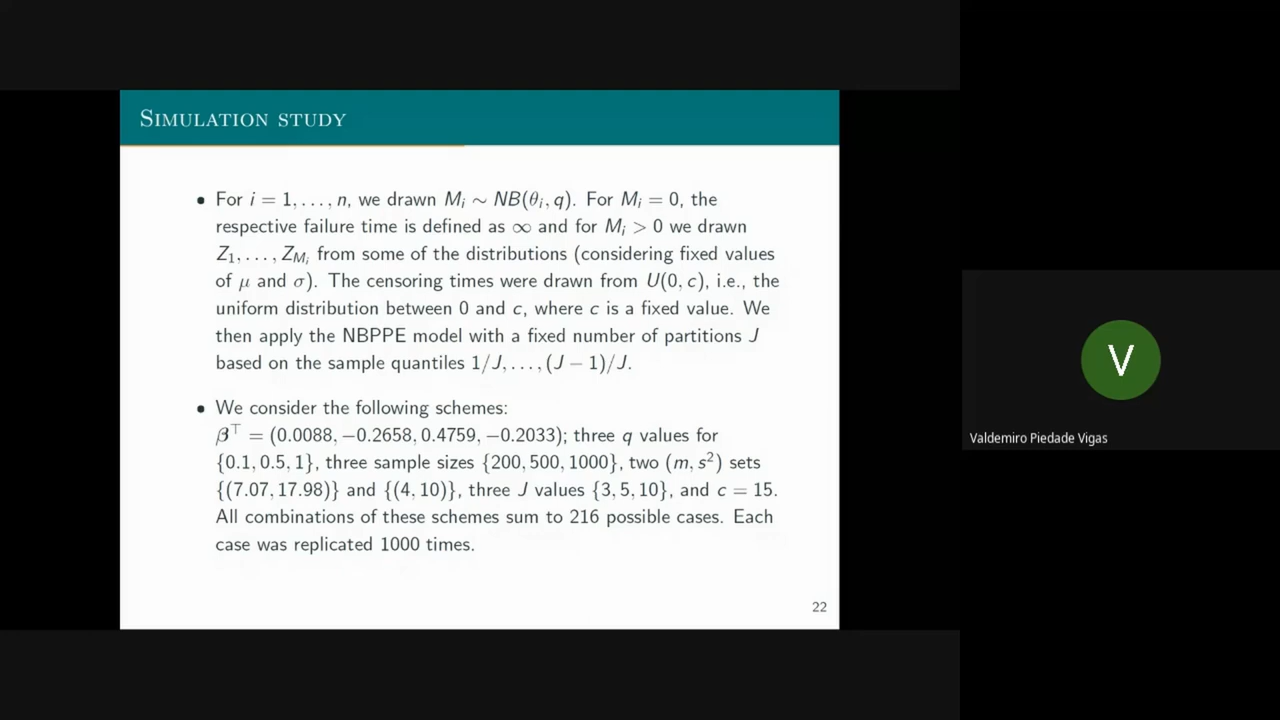 SIMULATION STUDY
• For i = 1, . . . , n, we drawn Mᵢ ∼ NB(θᵢ, q). For Mᵢ = 0, the
respective failure time is defined as ∞ and for Mᵢ > 0 we drawn
Z₁, . . . , Z_{Mᵢ} from some of the distributions (considering fixed values
of μ and σ). The censoring times were drawn from U(0, c), i.e., the
uniform distribution between 0 and c, where c is a fixed value. We
then apply the NBPPE model with a fixed number of partitions J
based on the sample quantiles 1/J, . . . , (J − 1)/J.
• We consider the following schemes:
β⊤ = (0.0088, −0.2658, 0.4759, −0.2033); three q values for
{0.1, 0.5, 1}, three sample sizes {200, 500, 1000}, two (m, s²) sets
{(7.07, 17.98)} and {(4, 10)}, three J values {3, 5, 10}, and c = 15.
All combinations of these schemes sum to 216 possible cases. Each
case was replicated 1000 times.
22
V
Valdemiro Piedade Vigas